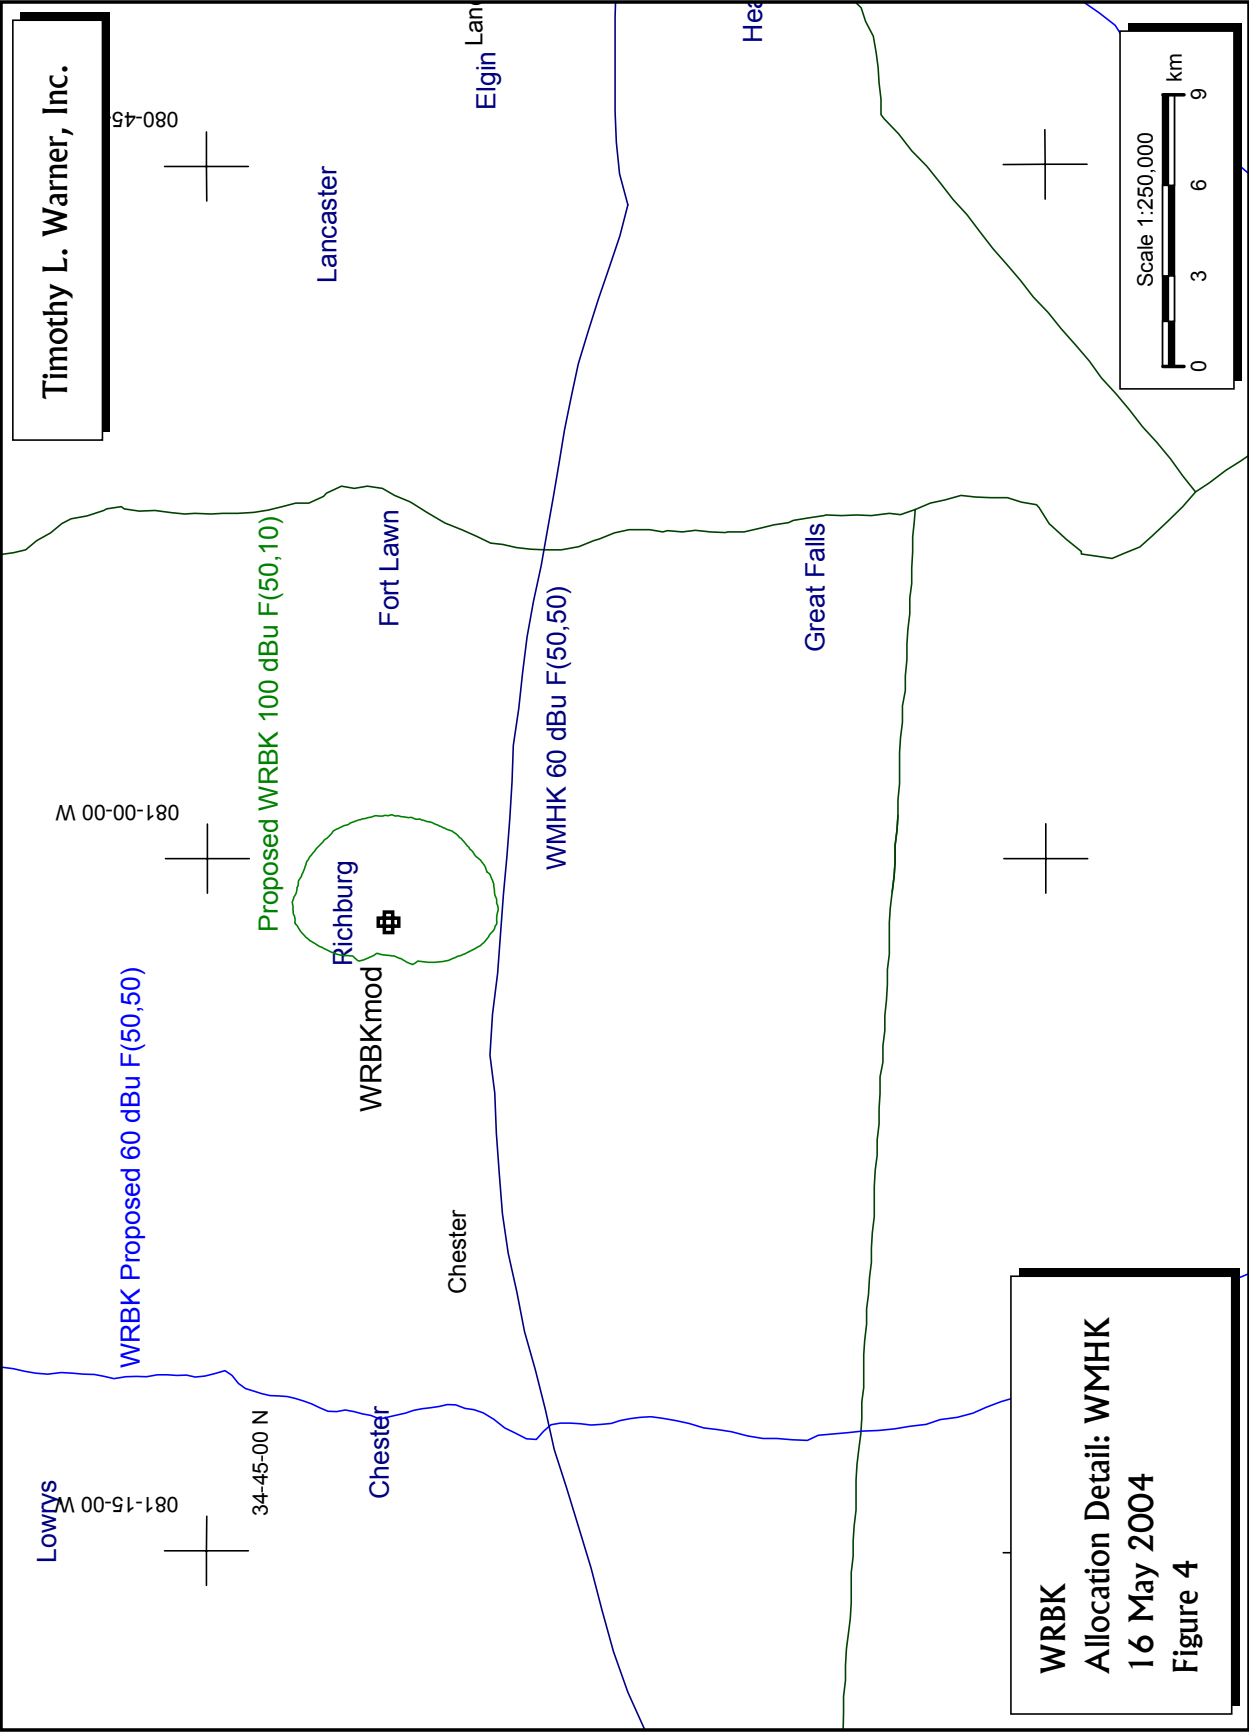 Timothy L. Warner, Inc.
Lowrys
081-15-00 W
081-00-00 W
080-45-
34-45-00 N
WRBK Proposed 60 dBu F(50,50)
Proposed WRBK 100 dBu F(50,10)
Lancaster
Richburg
WRBKmod
Chester
Fort Lawn
Chester
Elgin
WMHK 60 dBu F(50,50)
Great Falls
WRBK
Allocation Detail: WMHK
16 May 2004
Figure 4
Scale 1:250,000
0 3 6 9
km